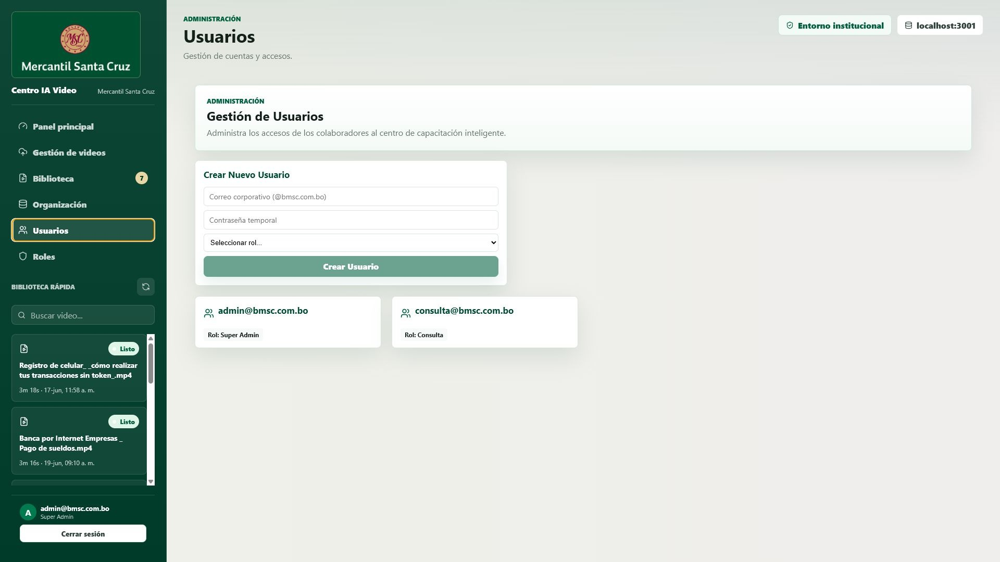 BOLIVIA
MSC
1905
Mercantil Santa Cruz
Centro IA Video
Mercantil Santa Cruz
Panel principal
Gestión de videos
Biblioteca
7
Organización
Usuarios
Roles
BIBLIOTECA RÁPIDA
Buscar video...
Listo
Registro de celular_ _cómo realizar
tus transacciones sin token_.mp4
3m 18s · 17-jun, 11:58 a. m.
Listo
Banca por Internet Empresas _
Pago de sueldos.mp4
3m 16s · 19-jun, 09:10 a. m.
A
admin@bmsc.com.bo
Super Admin
Cerrar sesión
ADMINISTRACIÓN
Usuarios
Gestión de cuentas y accesos.
Entorno institucional
localhost:3001
ADMINISTRACIÓN
Gestión de Usuarios
Administra los accesos de los colaboradores al centro de capacitación inteligente.
Crear Nuevo Usuario
Correo corporativo (@bmsc.com.bo)
Contraseña temporal
Seleccionar rol...
Crear Usuario
admin@bmsc.com.bo
Rol: Super Admin
consulta@bmsc.com.bo
Rol: Consulta